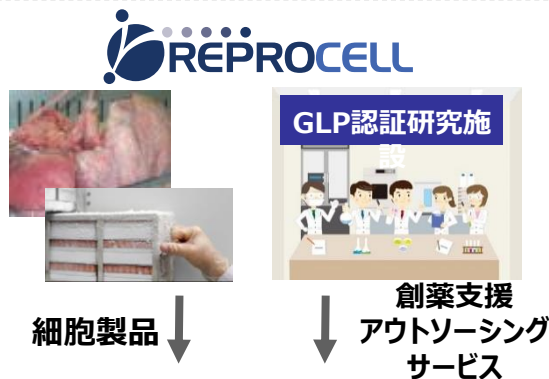 REPROCELL
GLP認証研究施
設
細胞製品
創薬支援
アウトソーシング
サービス